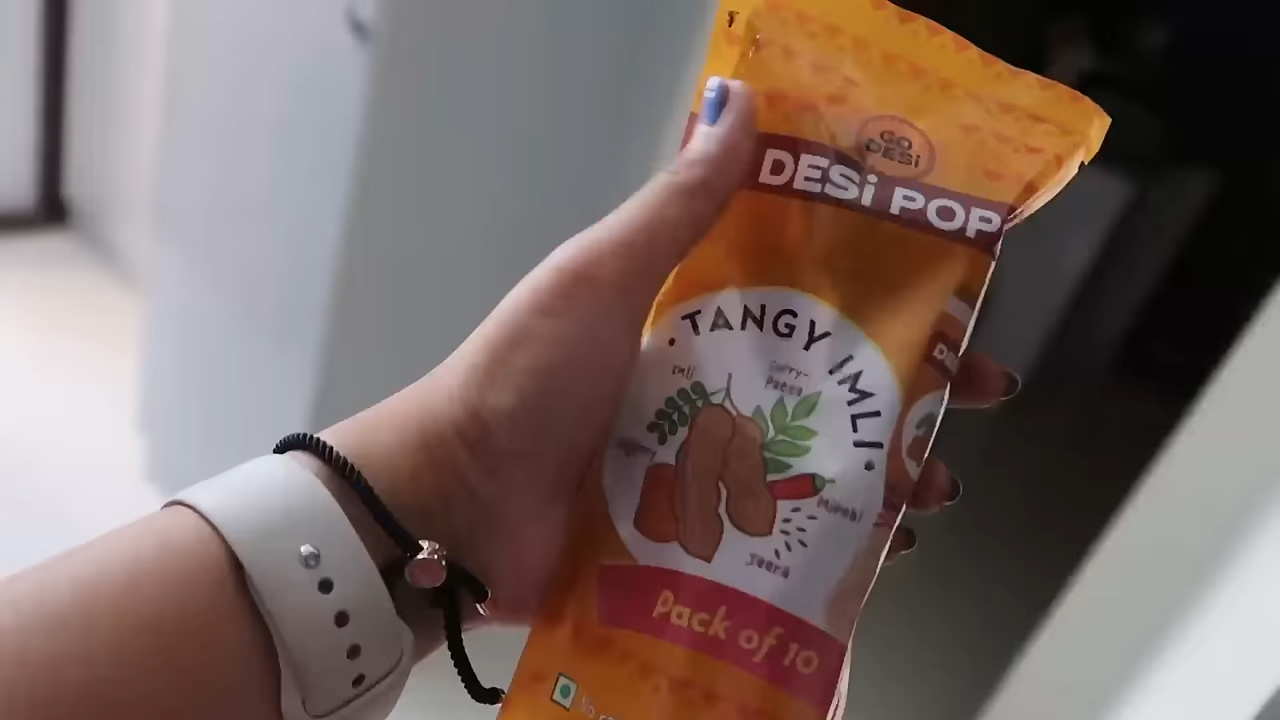 GO
DESi
DESi POP
TANGY IMLI
imli
Curry-
Patta
Mirchi
Jeera
Pack of 10